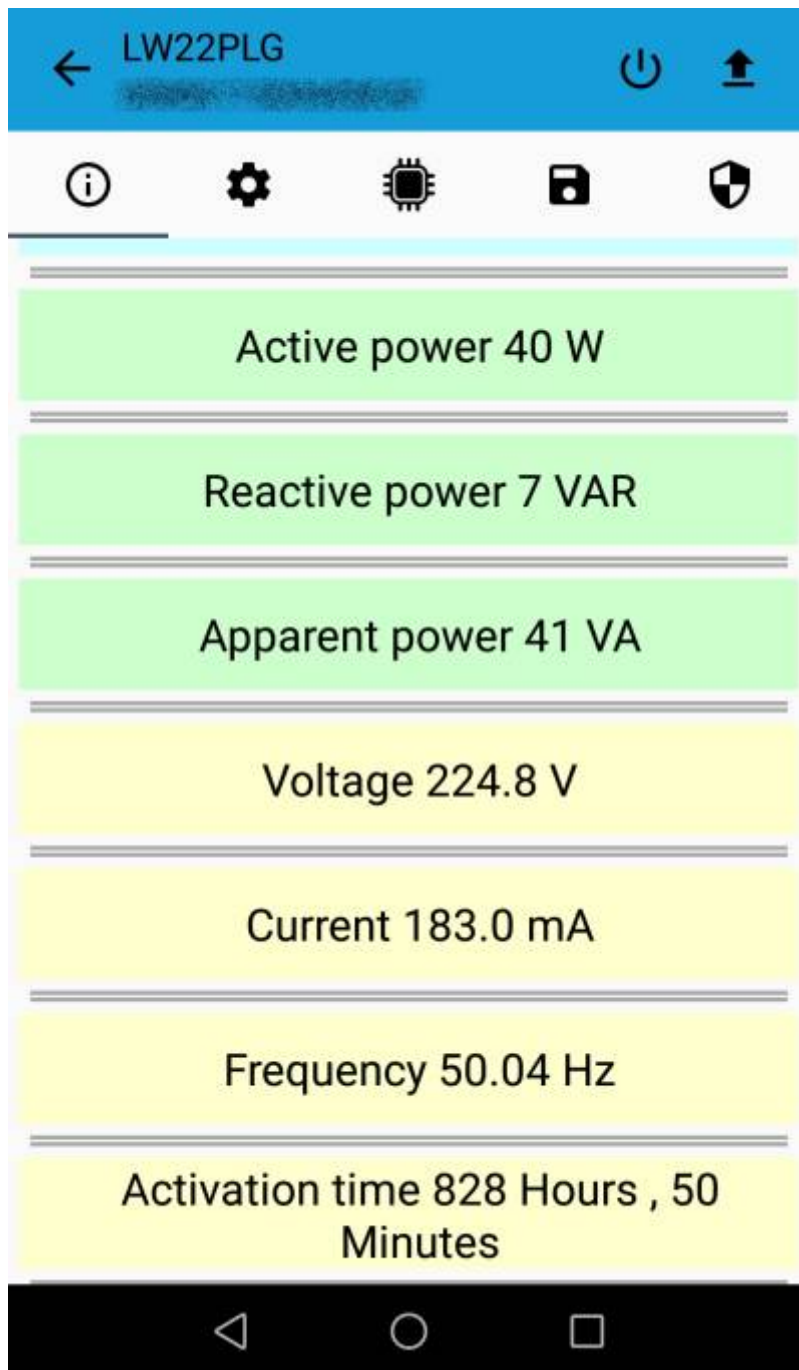 LW22PLG
Active power 40 W
Reactive power 7 VAR
Apparent power 41 VA
Voltage 224.8 V
Current 183.0 mA
Frequency 50.04 Hz
Activation time 828 Hours , 50
Minutes